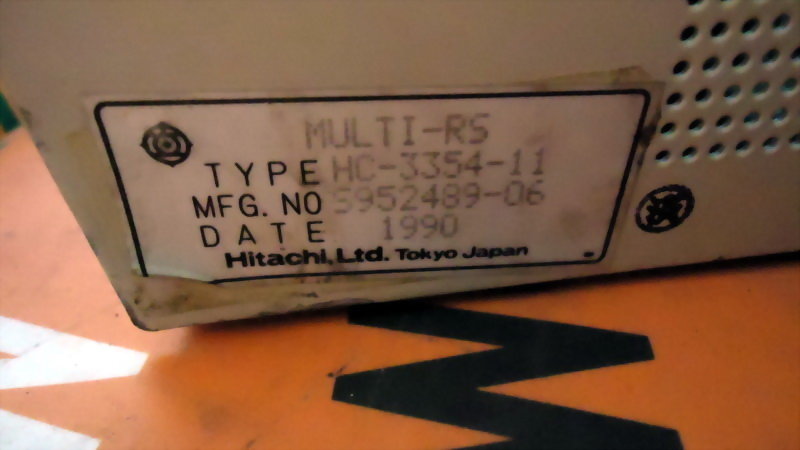 MULTI-RS
TYPE HC-3354-11
MFG. NO S952489-06
DATE 1990
Hitachi, Ltd. Tokyo Japan